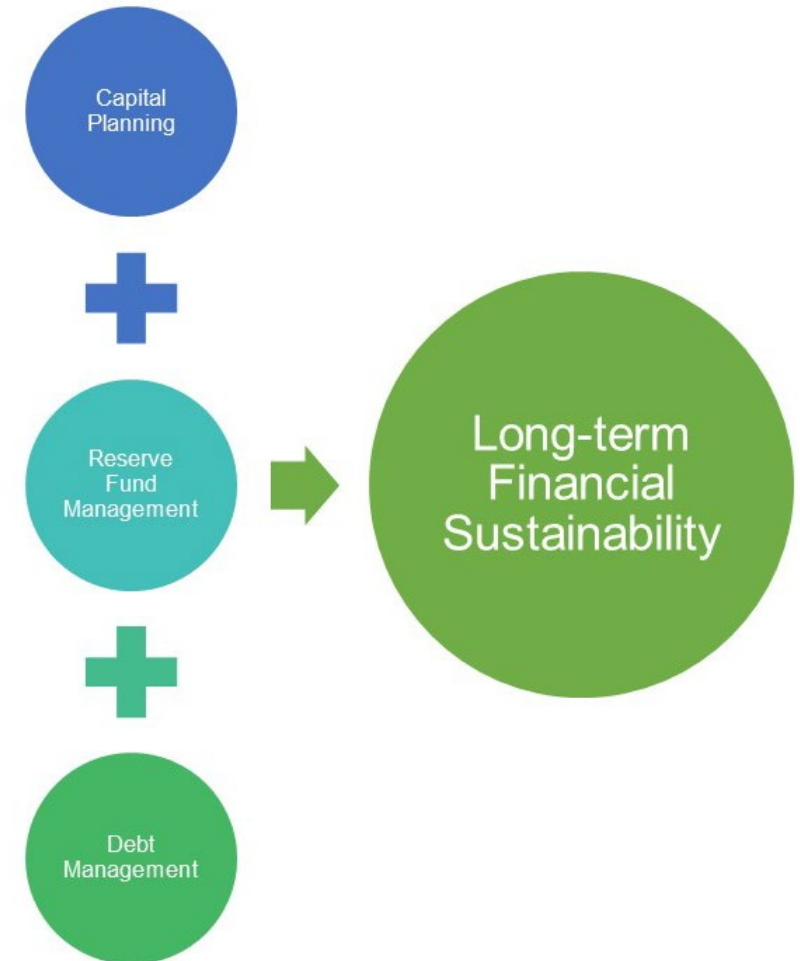 Capital
Planning
Reserve
Fund
Management
Long-term
Financial
Sustainability
Debt
Management